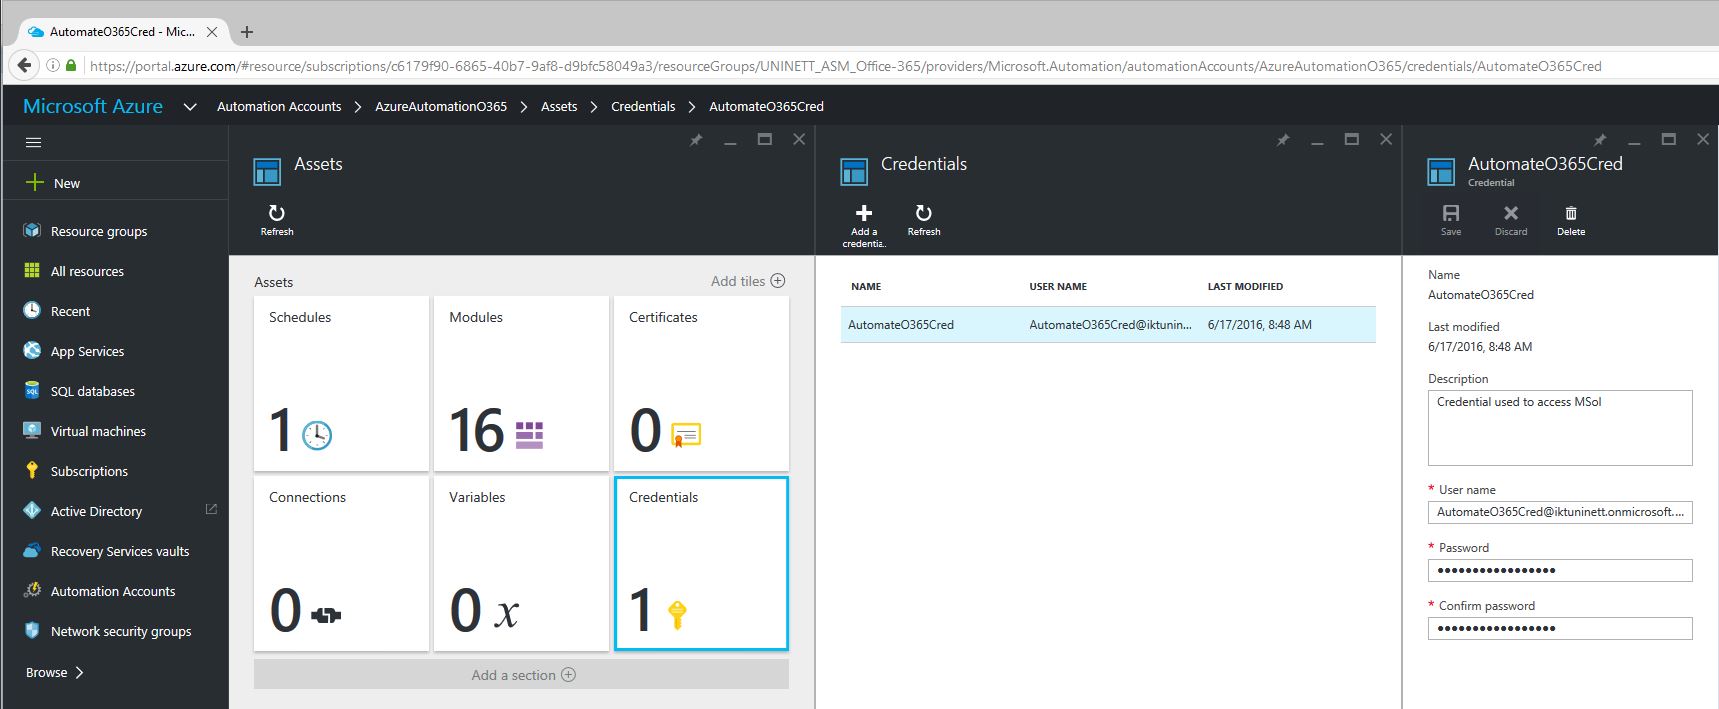 AutomateO365Cred - Mic...
https://portal.azure.com/#resource/subscriptions/c6179f90-6865-40b7-9af8-d9bfc58049a3/resourceGroups/UNINETT_ASM_Office-365/providers/Microsoft.Automation/automationAccounts/AzureAutomationO365/credentials/AutomateO365Cred
Microsoft Azure Automation Accounts AzureAutomationO365 Assets Credentials AutomateO365Cred
New
Resource groups
All resources
Recent
App Services
SQL databases
Virtual machines
Subscriptions
Active Directory
Recovery Services vaults
Automation Accounts
Network security groups
Browse
Assets
Refresh
Assets Add tiles
Schedules
1
Modules
16
Certificates
0
Connections
0
Variables
0 x
Credentials
1
Add a section
Credentials
Add a
credentia..
Refresh
NAME USER NAME LAST MODIFIED
AutomateO365Cred AutomateO365Cred@iktunin... 6/17/2016, 8:48 AM
AutomateO365Cred
Credential
Save Discard Delete
Name
AutomateO365Cred
Last modified
6/17/2016, 8:48 AM
Description
Credential used to access MSol
* User name
AutomateO365Cred@iktuninett.onmicrosoft....
* Password
•••••••••••••••••
* Confirm password
•••••••••••••••••